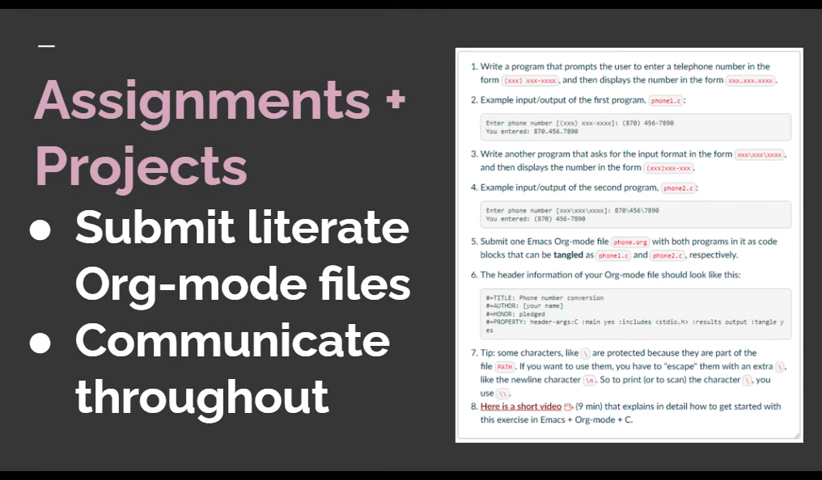 Assignments +
Projects
● Submit literate
Org-mode files
● Communicate
throughout
1. Write a program that prompts the user to enter a telephone number in the
form (xxx) xxx-xxxx, and then displays the number in the form xxx.xxx.xxxx.
2. Example input/output of the first program, phone1.c:
Enter phone number [(xxx) xxx-xxxx]: (870) 456-7890
You entered: 870.456.7890
3. Write another program that asks for the input format in the form xxx\xxx\xxxx,
and then displays the number in the form (xxx)xxx-xxx.
4. Example input/output of the second program, phone2.c:
Enter phone number [xxx\xxx\xxxx]: 870\456\7890
You entered: (870) 456-7890
5. Submit one Emacs Org-mode file phone.org with both programs in it as code
blocks that can be tangled as phone1.c and phone2.c, respectively.
6. The header information of your Org-mode file should look like this:
#+TITLE: Phone number conversion
#+AUTHOR: [your name]
#+HONOR: pledged
#+PROPERTY: header-args:C :main yes :includes <stdio.h> :results output :tangle y
es
7. Tip: some characters, like \ are protected because they are part of the
file PATH. If you want to use them, you have to "escape" them with an extra \,
like the newline character \n. So to print (or to scan) the character \, you
use \\.
8. Here is a short video (9 min) that explains in detail how to get started with
this exercise in Emacs + Org-mode + C.